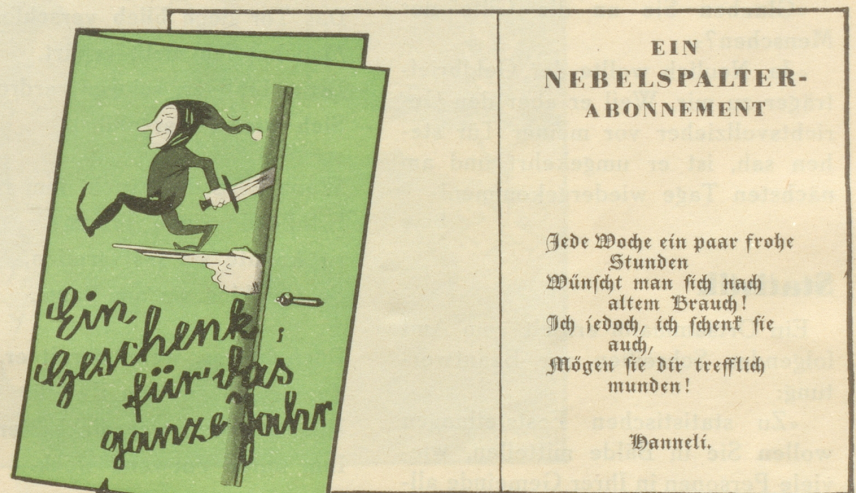 Ein
Geschenk
für das
ganze Jahr
EIN
NEBELSPALTER-
ABONNEMENT
Jede Woche ein paar frohe
Stunden
Wünscht man sich nach
altem Brauch!
Ich jedoch, ich schenk sie
auch,
Mögen sie dir trefflich
munden!
Hanneli.